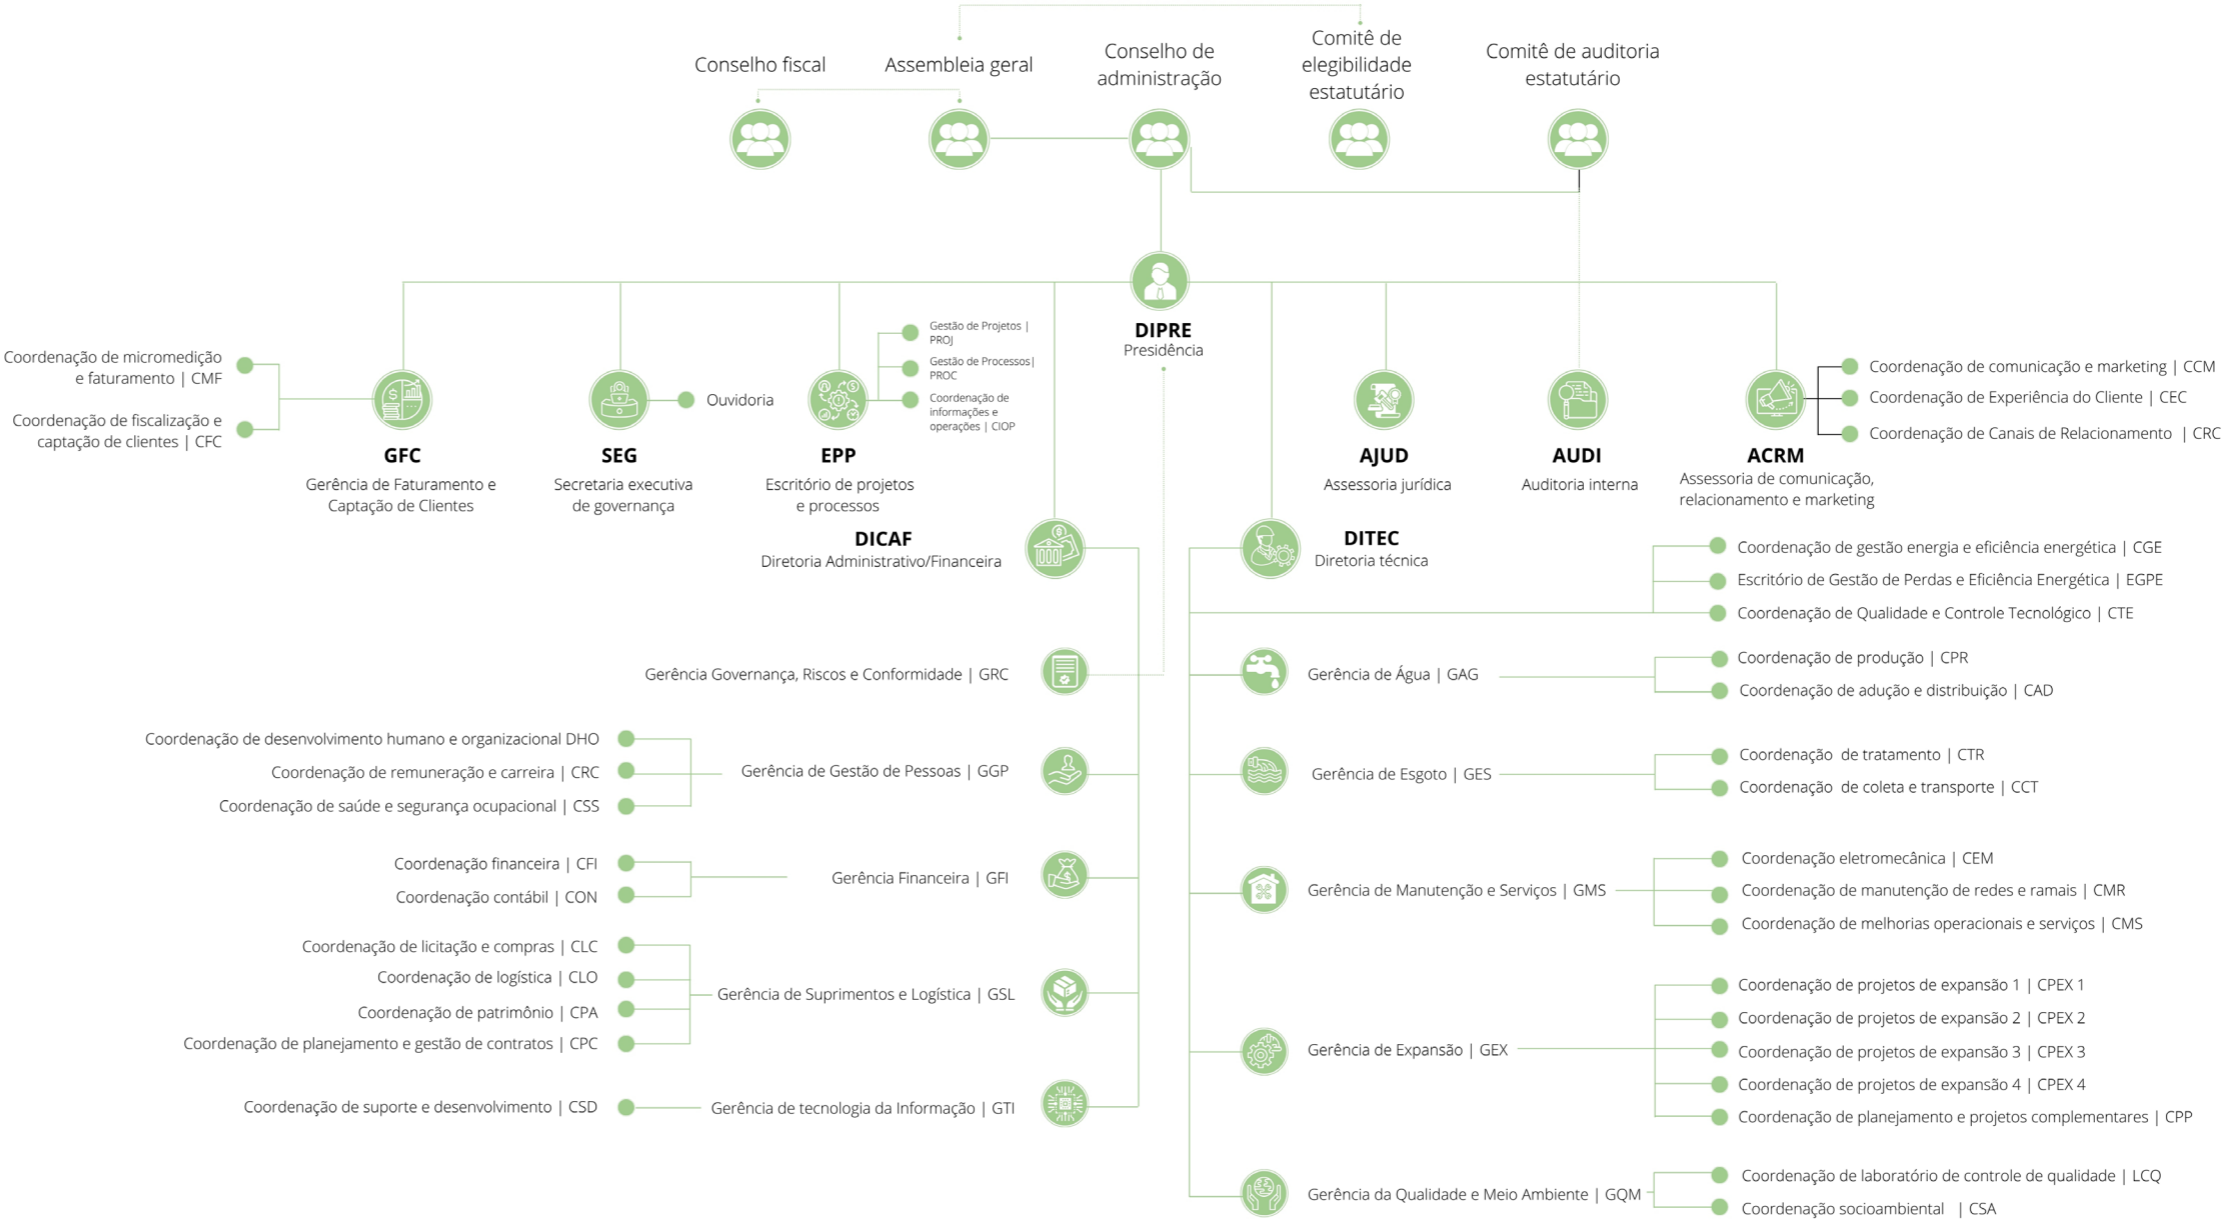 Conselho fiscal
Assembleia geral
Conselho de
administração
Comitê de
elegibilidade
estatutário
Comitê de auditoria
estatutário
DIPRE
Presidência
Coordenação de micromedição
e faturamento | CMF
Coordenação de fiscalização e
captação de clientes | CFC
GFC
Gerência de Faturamento e
Captação de Clientes
Ouvidoria
SEG
Secretaria executiva
de governança
Gestão de Projetos |
PROJ
Gestão de Processos|
PROC
Coordenação de
informações e
operações | CIOP
EPP
Escritório de projetos
e processos
AJUD
Assessoria jurídica
AUDI
Auditoria interna
Coordenação de comunicação e marketing | CCM
Coordenação de Experiência do Cliente | CEC
Coordenação de Canais de Relacionamento | CRC
ACRM
Assessoria de comunicação,
relacionamento e marketing
DICAF
Diretoria Administrativo/Financeira
Gerência Governança, Riscos e Conformidade | GRC
Coordenação de desenvolvimento humano e organizacional DHO
Coordenação de remuneração e carreira | CRC
Coordenação de saúde e segurança ocupacional | CSS
Gerência de Gestão de Pessoas | GGP
Coordenação financeira | CFI
Coordenação contábil | CON
Gerência Financeira | GFI
Coordenação de licitação e compras | CLC
Coordenação de logística | CLO
Coordenação de patrimônio | CPA
Coordenação de planejamento e gestão de contratos | CPC
Gerência de Suprimentos e Logística | GSL
Coordenação de suporte e desenvolvimento | CSD
Gerência de tecnologia da Informação | GTI
DITEC
Diretoria técnica
Coordenação de gestão energia e eficiência energética | CGE
Escritório de Gestão de Perdas e Eficiência Energética | EGPE
Coordenação de Qualidade e Controle Tecnológico | CTE
Gerência de Água | GAG
Coordenação de produção | CPR
Coordenação de adução e distribuição | CAD
Gerência de Esgoto | GES
Coordenação de tratamento | CTR
Coordenação de coleta e transporte | CCT
Gerência de Manutenção e Serviços | GMS
Coordenação eletromecânica | CEM
Coordenação de manutenção de redes e ramais | CMR
Coordenação de melhorias operacionais e serviços | CMS
Gerência de Expansão | GEX
Coordenação de projetos de expansão 1 | CPEX 1
Coordenação de projetos de expansão 2 | CPEX 2
Coordenação de projetos de expansão 3 | CPEX 3
Coordenação de projetos de expansão 4 | CPEX 4
Coordenação de planejamento e projetos complementares | CPP
Gerência da Qualidade e Meio Ambiente | GQM
Coordenação de laboratório de controle de qualidade | LCQ
Coordenação socioambiental | CSA